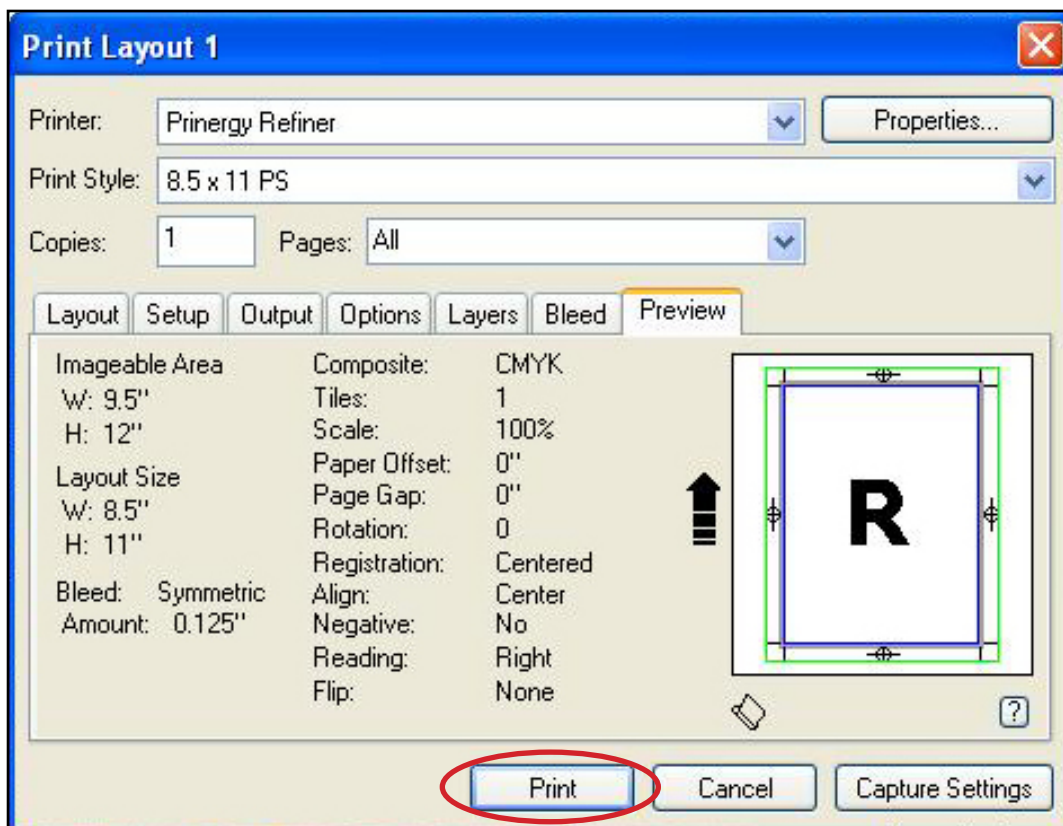 Print Layout 1
Printer: Prinergy Refiner Properties...
Print Style: 8.5 x 11 PS
Copies: 1 Pages: All
Layout Setup Output Options Layers Bleed Preview
Imageable Area
W: 9.5"
H: 12"
Layout Size
W: 8.5"
H: 11"
Bleed: Symmetric
Amount: 0.125"
Composite: CMYK
Tiles: 1
Scale: 100%
Paper Offset: 0"
Page Gap: 0"
Rotation: 0
Registration: Centered
Align: Center
Negative: No
Reading: Right
Flip: None
R
?
Print Cancel Capture Settings